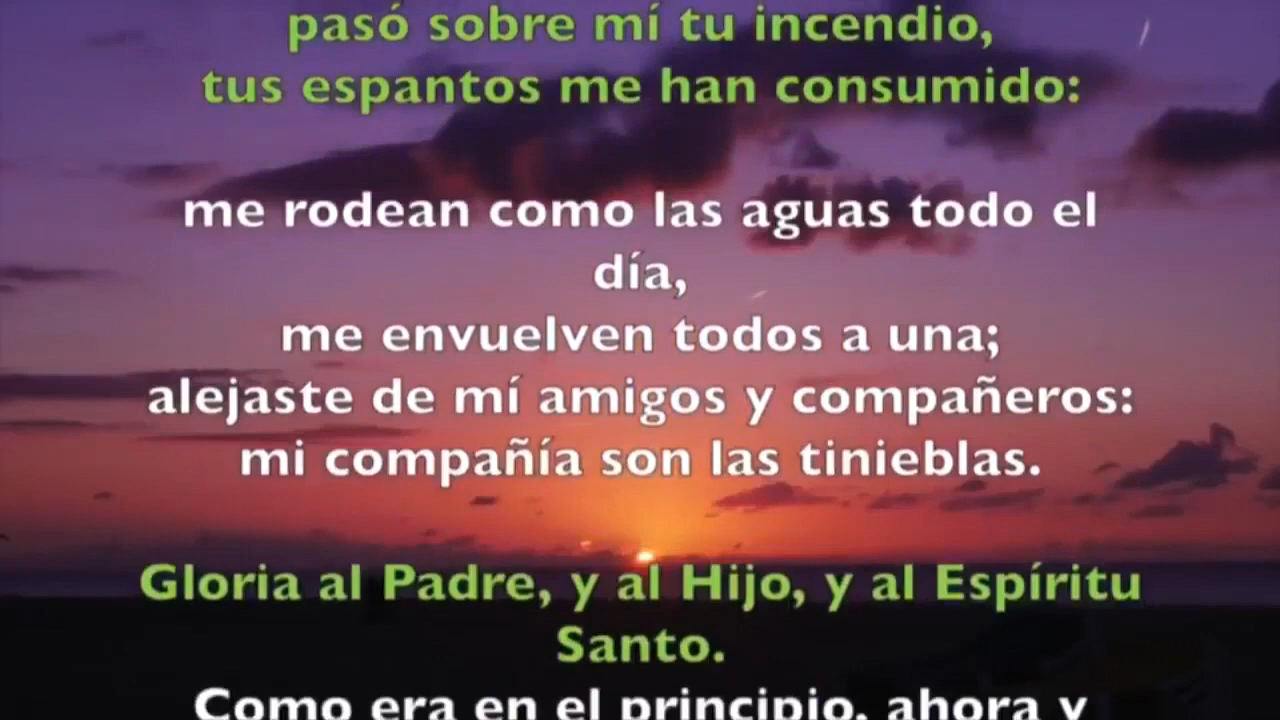 pasó sobre mí tu incendio,
tus espantos me han consumido:
me rodean como las aguas todo el
día,
me envuelven todos a una;
alejaste de mí amigos y compañeros:
mi compañía son las tinieblas.
Gloria al Padre, y al Hijo, y al Espíritu
Santo.
Como era en el principio, ahora y